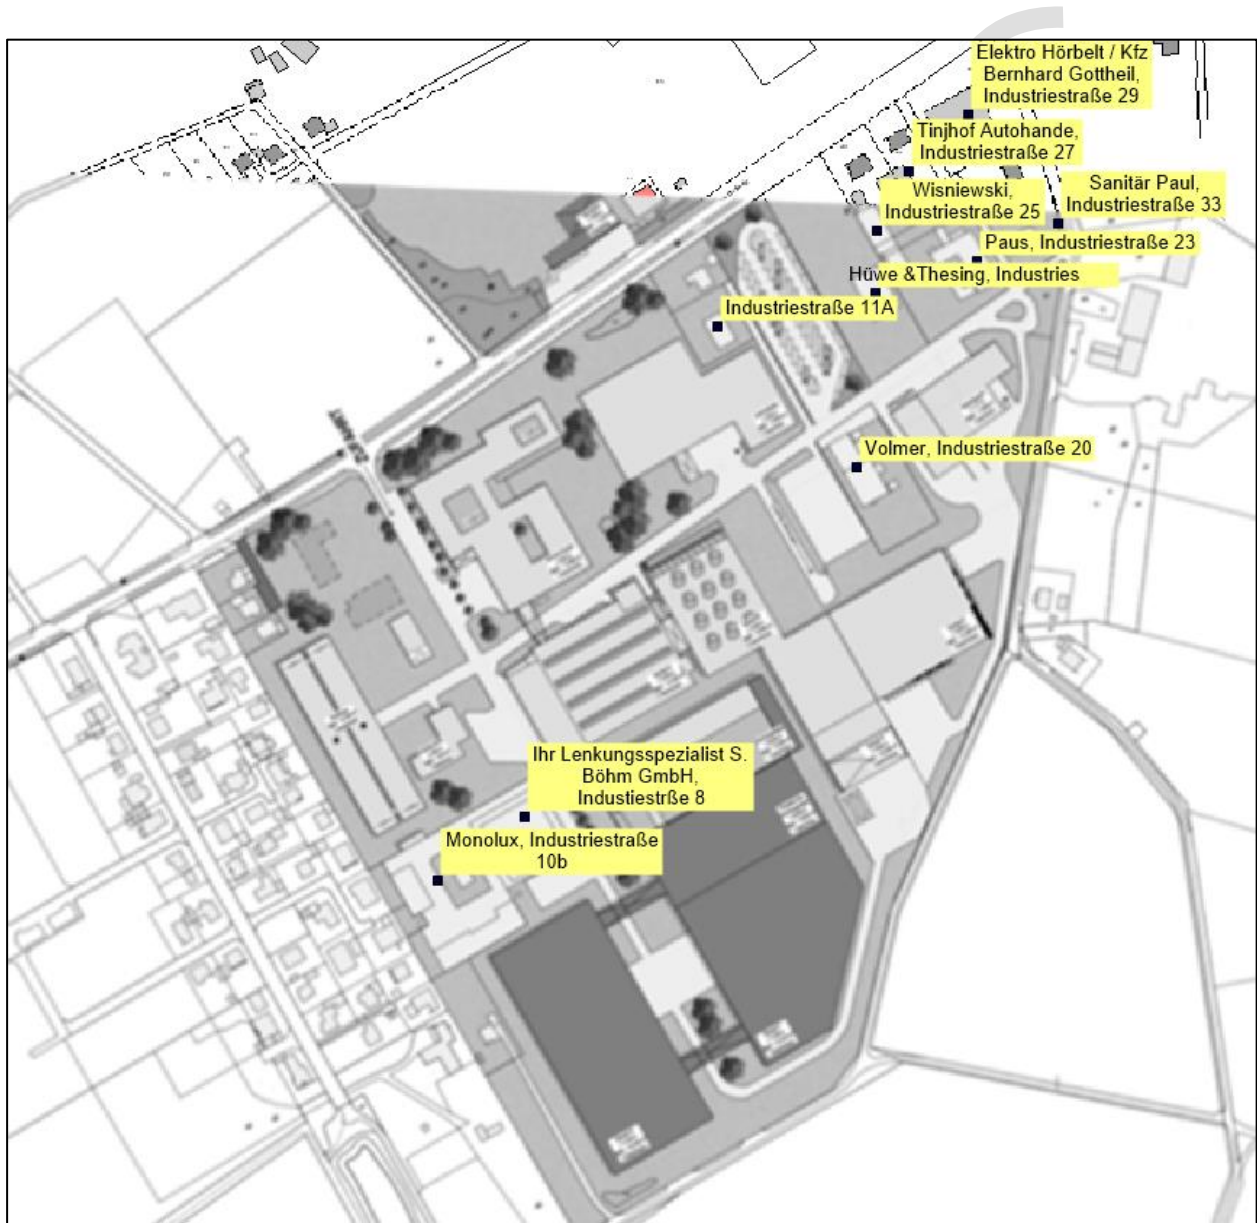 Elektro Hörbelt / Kfz
Bernhard Gottheil,
Industriestraße 29
Tinjhof Autohande,
Industriestraße 27
Wisniewski,
Industriestraße 25
Sanitär Paul,
Industriestraße 33
Paus, Industriestraße 23
Hüwe &Thesing, Industries
Industriestraße 11A
Volmer, Industriestraße 20
Ihr Lenkungsspezialist S.
Böhm GmbH,
Industiestrße 8
Monolux, Industriestraße
10b